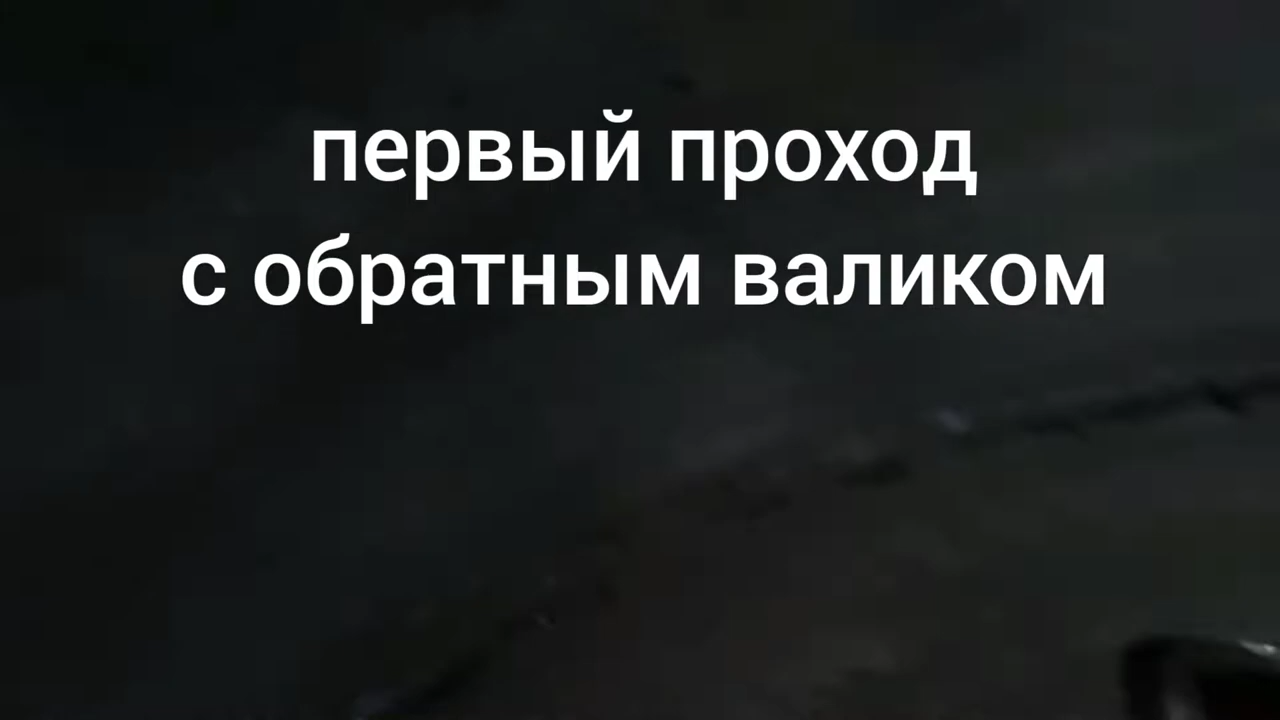 первый проход
с обратным валиком